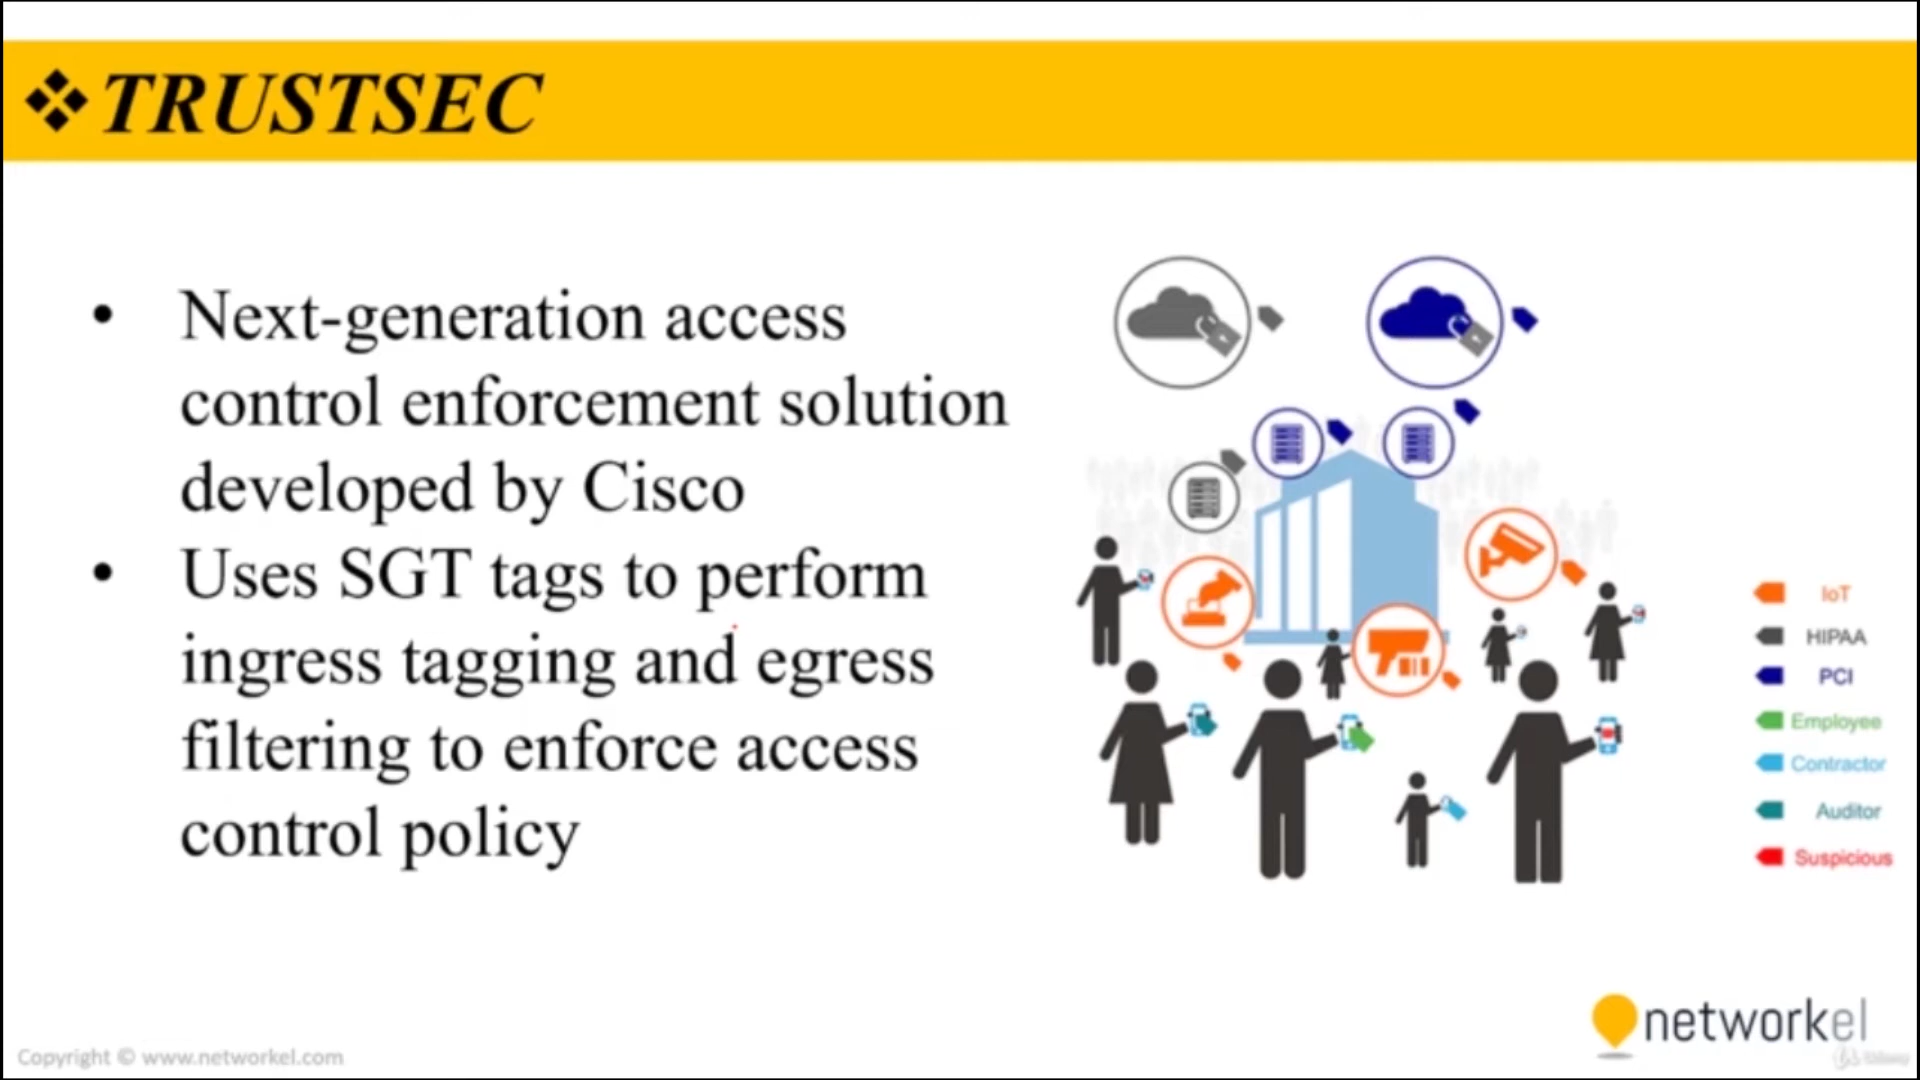 TRUSTSEC
• Next-generation access
control enforcement solution
developed by Cisco
• Uses SGT tags to perform
ingress tagging and egress
filtering to enforce access
control policy
IoT
HIPAA
PCI
Employee
Contractor
Auditor
Suspicious
networkel
Copyright © www.networkel.com
Udemy